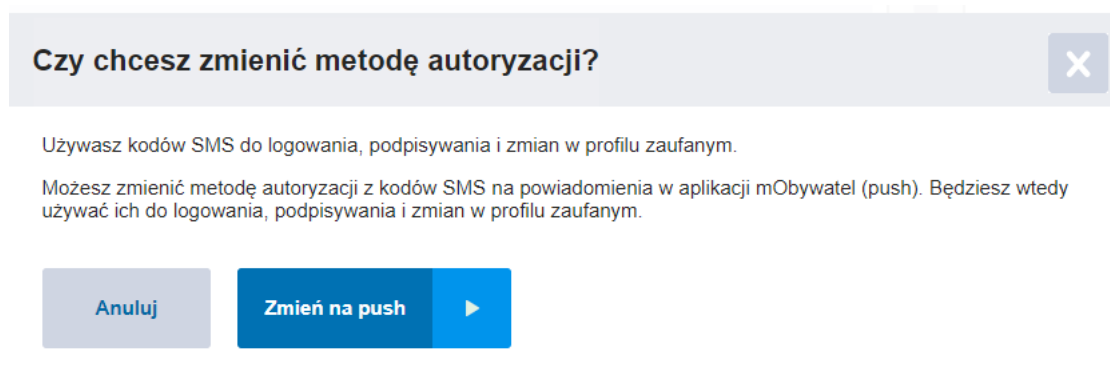 Czy chcesz zmienić metodę autoryzacji?
Używasz kodów SMS do logowania, podpisywania i zmian w profilu zaufanym.
Możesz zmienić metodę autoryzacji z kodów SMS na powiadomienia w aplikacji mObywatel (push). Będziesz wtedy
używać ich do logowania, podpisywania i zmian w profilu zaufanym.
Anuluj
Zmień na push